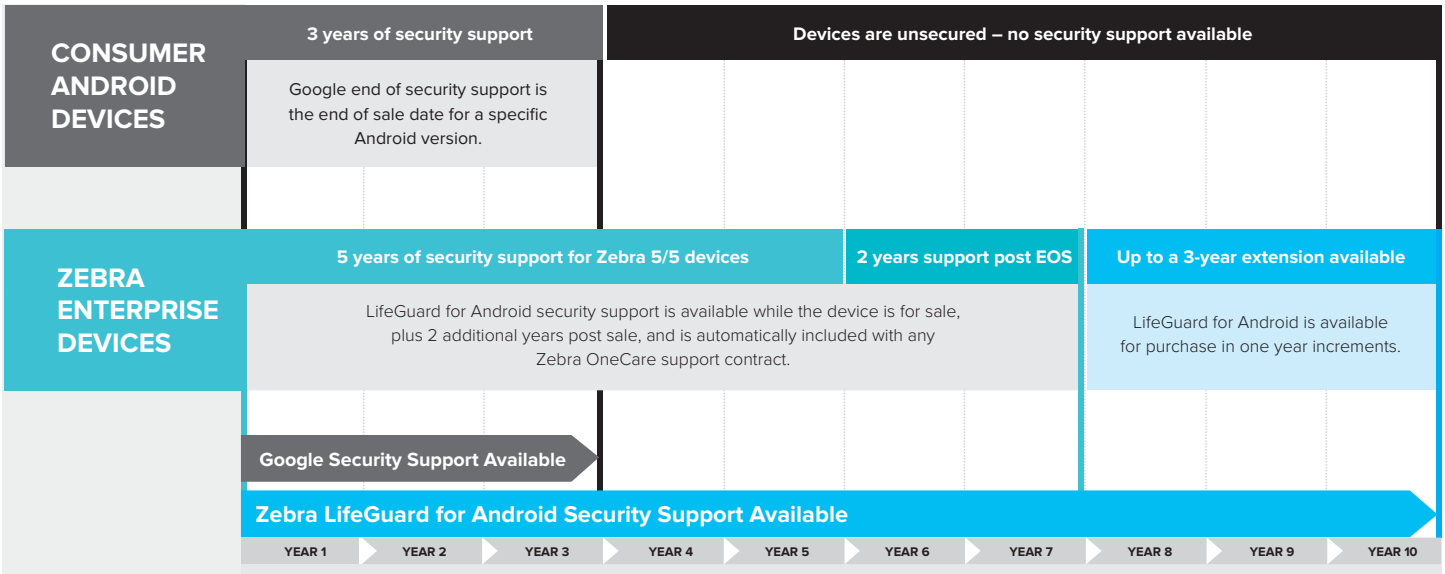 CONSUMER
ANDROID
DEVICES
3 years of security support
Devices are unsecured – no security support available
Google end of security support is
the end of sale date for a specific
Android version.
ZEBRA
ENTERPRISE
DEVICES
5 years of security support for Zebra 5/5 devices
2 years support post EOS
Up to a 3-year extension available
LifeGuard for Android security support is available while the device is for sale,
plus 2 additional years post sale, and is automatically included with any
Zebra OneCare support contract.
LifeGuard for Android is available
for purchase in one year increments.
Google Security Support Available
Zebra LifeGuard for Android Security Support Available
YEAR 1
YEAR 2
YEAR 3
YEAR 4
YEAR 5
YEAR 6
YEAR 7
YEAR 8
YEAR 9
YEAR 10